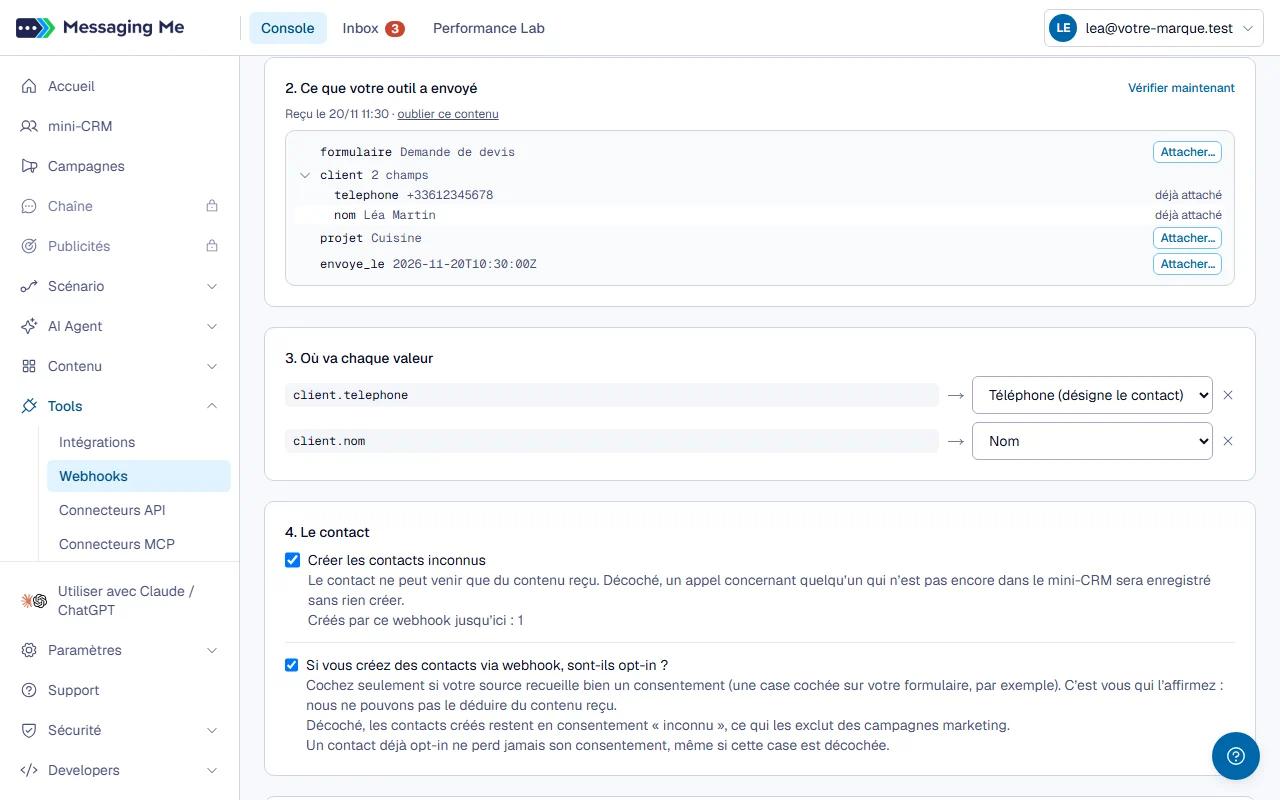 Messaging Me
Console
Inbox 3
Performance Lab
LE lea@votre-marque.test
Accueil
mini-CRM
Campagnes
Chaîne
Publicités
Scénario
AI Agent
Contenu
Tools
Intégrations
Webhooks
Connecteurs API
Connecteurs MCP
Utiliser avec Claude /
ChatGPT
Paramètres
Support
Sécurité
Developers
2. Ce que votre outil a envoyé
Vérifier maintenant
Reçu le 20/11 11:30 · oublier ce contenu
formulaire Demande de devis Attacher...
client 2 champs
telephone +33612345678 déjà attaché
nom Léa Martin déjà attaché
projet Cuisine Attacher...
envoye_le 2026-11-20T10:30:00Z Attacher...
3. Où va chaque valeur
client.telephone → Téléphone (désigne le contact)
client.nom → Nom
4. Le contact
Créer les contacts inconnus
Le contact ne peut venir que du contenu reçu. Décoché, un appel concernant quelqu'un qui n'est pas encore dans le mini-CRM sera enregistré
sans rien créer.
Créés par ce webhook jusqu'ici : 1
Si vous créez des contacts via webhook, sont-ils opt-in ?
Cochez seulement si votre source recueille bien un consentement (une case cochée sur votre formulaire, par exemple). C'est vous qui l'affirmez :
nous ne pouvons pas le déduire du contenu reçu.
Décoché, les contacts créés restent en consentement « inconnu », ce qui les exclut des campagnes marketing.
Un contact déjà opt-in ne perd jamais son consentement, même si cette case est décochée.